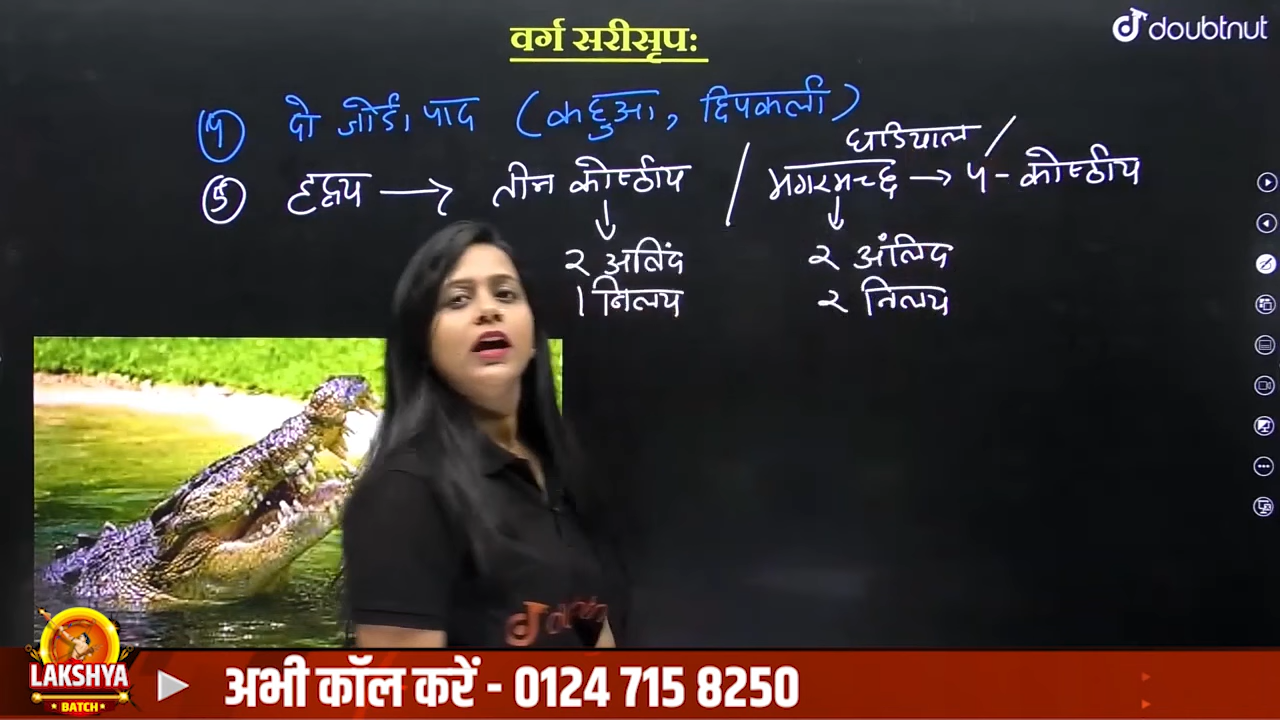 वर्ग सरीसृपः
doubtnut
4 दो जोडी पाद (कछुआ, छिपकली)
घडियाल /
5 हृदय → तीन कोष्ठीय / मगरमच्छ → 4-कोष्ठीय
↓ ↓
2 अलिंद 2 अंलिद
1 निलय 2 निलय
LAKSHYA
BATCH
अभी कॉल करें - 0124 715 8250